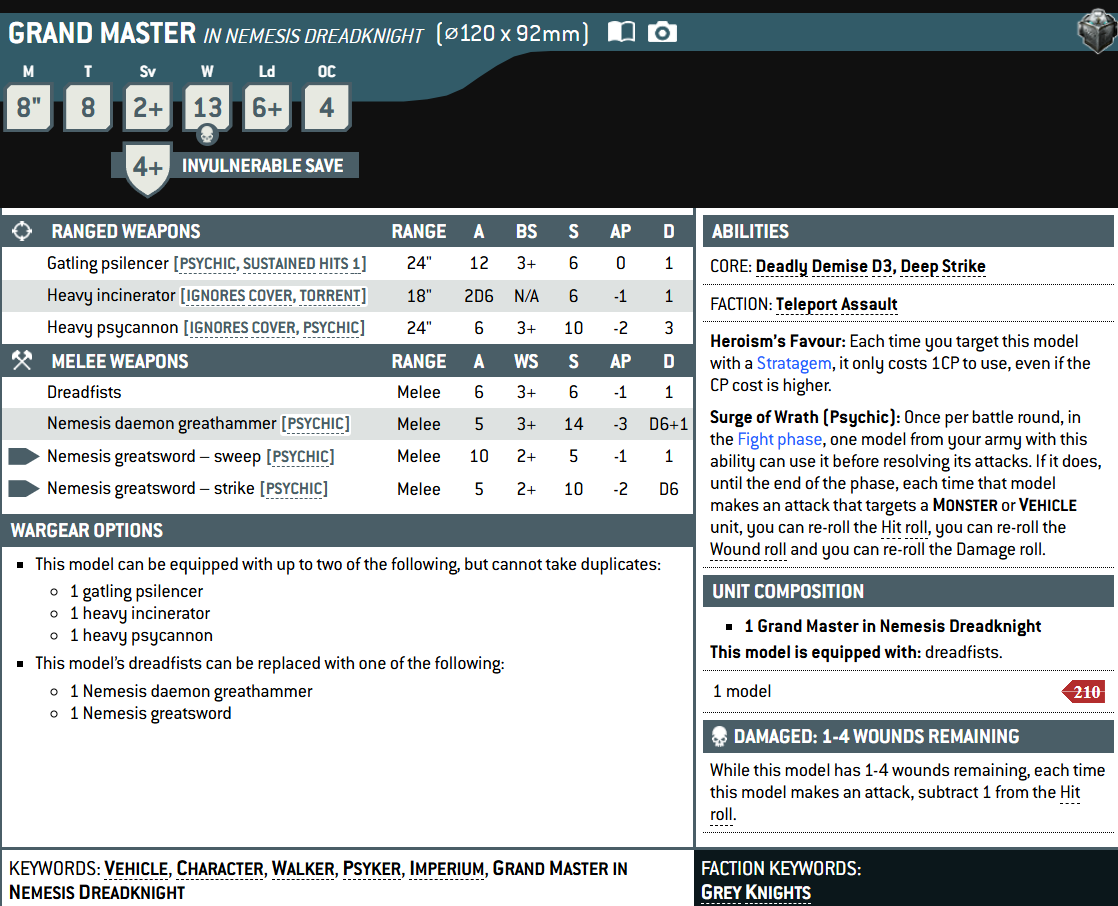 GRAND MASTER IN NEMESIS DREADKNIGHT (⌀120 x 92mm)
M T Sv W Ld OC
8" 8 2+ 13 6+ 4
4+ INVULNERABLE SAVE
RANGED WEAPONS RANGE A BS S AP D
Gatling psilencer [PSYCHIC, SUSTAINED HITS 1] 24" 12 3+ 6 0 1
Heavy incinerator [IGNORES COVER, TORRENT] 18" 2D6 N/A 6 -1 1
Heavy psycannon [IGNORES COVER, PSYCHIC] 24" 6 3+ 10 -2 3
MELEE WEAPONS RANGE A WS S AP D
Dreadfists Melee 6 3+ 6 -1 1
Nemesis daemon greathammer [PSYCHIC] Melee 5 3+ 14 -3 D6+1
Nemesis greatsword – sweep [PSYCHIC] Melee 10 2+ 5 -1 1
Nemesis greatsword – strike [PSYCHIC] Melee 5 2+ 10 -2 D6
WARGEAR OPTIONS
▪ This model can be equipped with up to two of the following, but cannot take duplicates:
○ 1 gatling psilencer
○ 1 heavy incinerator
○ 1 heavy psycannon
▪ This model's dreadfists can be replaced with one of the following:
○ 1 Nemesis daemon greathammer
○ 1 Nemesis greatsword
ABILITIES
CORE: Deadly Demise D3, Deep Strike
FACTION: Teleport Assault
Heroism's Favour: Each time you target this model
with a Stratagem, it only costs 1CP to use, even if the
CP cost is higher.
Surge of Wrath (Psychic): Once per battle round, in
the Fight phase, one model from your army with this
ability can use it before resolving its attacks. If it does,
until the end of the phase, each time that model
makes an attack that targets a MONSTER or VEHICLE
unit, you can re-roll the Hit roll, you can re-roll the
Wound roll and you can re-roll the Damage roll.
UNIT COMPOSITION
▪ 1 Grand Master in Nemesis Dreadknight
This model is equipped with: dreadfists.
1 model 210
DAMAGED: 1-4 WOUNDS REMAINING
While this model has 1-4 wounds remaining, each time
this model makes an attack, subtract 1 from the Hit
roll.
KEYWORDS: VEHICLE, CHARACTER, WALKER, PSYKER, IMPERIUM, GRAND MASTER IN
NEMESIS DREADKNIGHT
FACTION KEYWORDS:
GREY KNIGHTS